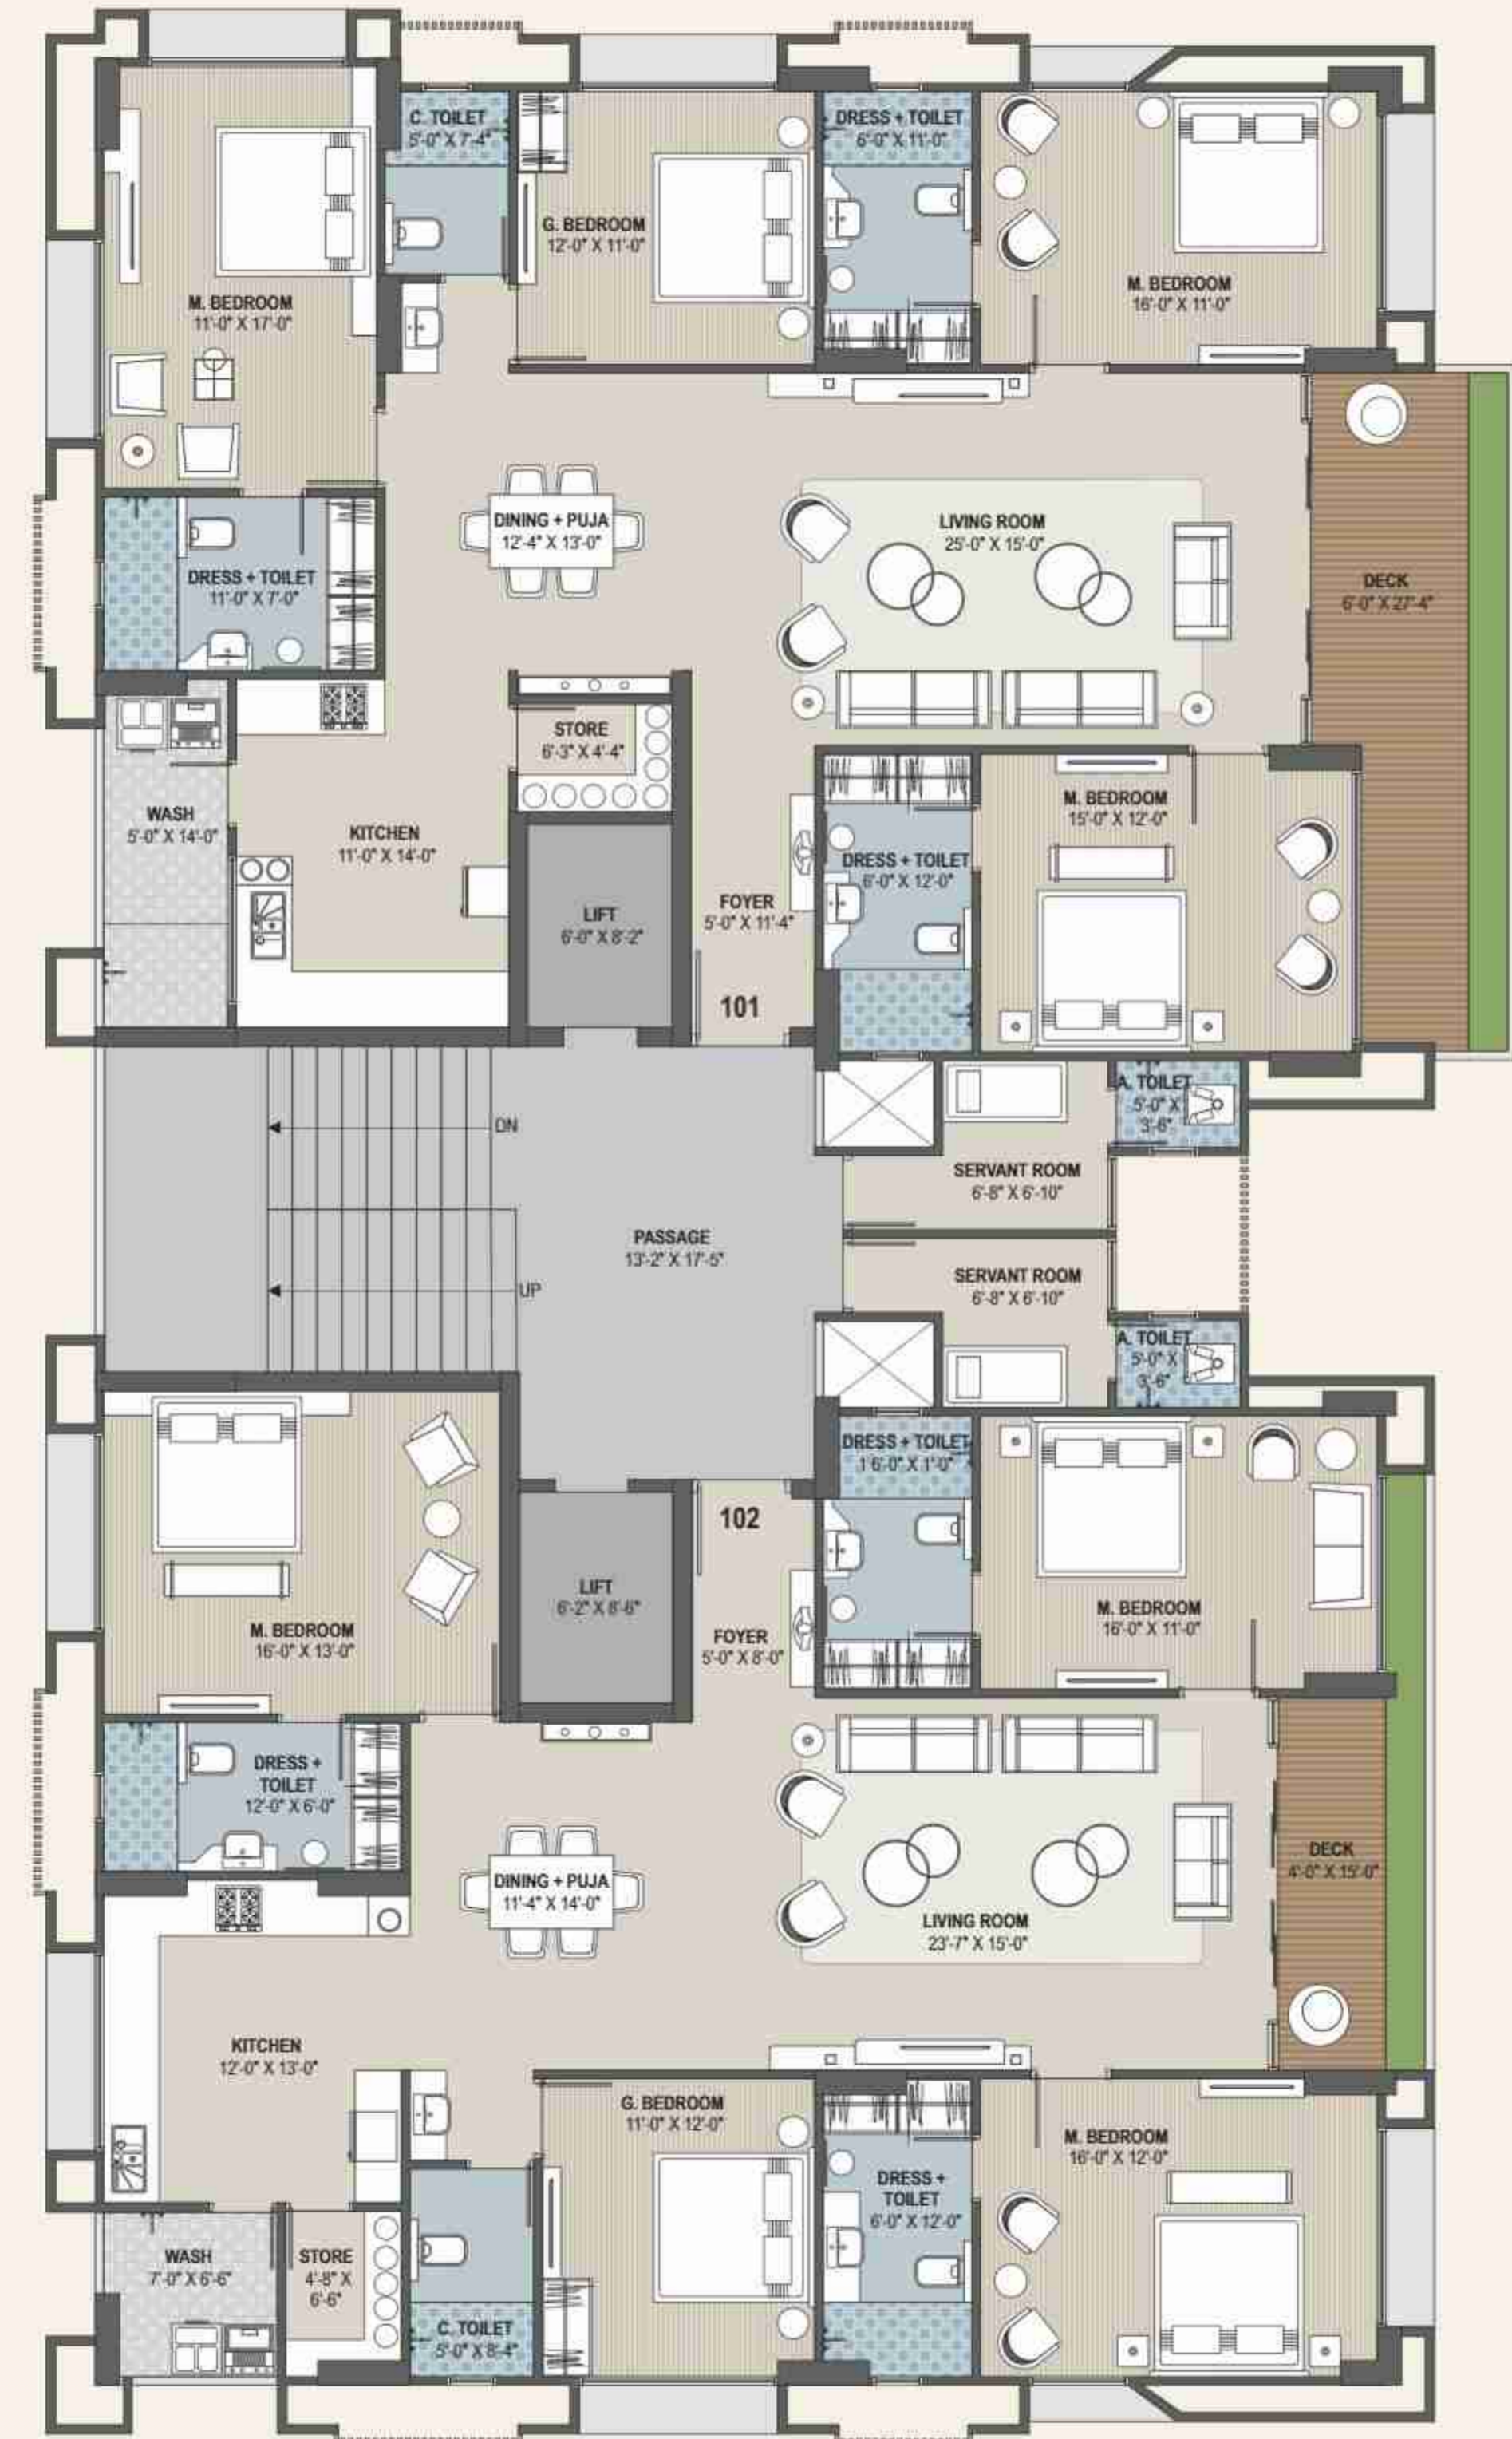 C. TOILET
5'-0" X 7'-4"
DRESS + TOILET
6'-0" X 11'-0"
G. BEDROOM
12'-0" X 11'-0"
M. BEDROOM
16'-0" X 11'-0"
M. BEDROOM
11'-0" X 17'-0"
DINING + PUJA
12'-4" X 13'-0"
LIVING ROOM
25'-0" X 15'-0"
DECK
6'-0" X 27'-4"
DRESS + TOILET
11'-0" X 7'-0"
STORE
6'-3" X 4'-4"
WASH
5'-0" X 14'-0"
KITCHEN
11'-0" X 14'-0"
M. BEDROOM
15'-0" X 12'-0"
DRESS + TOILET
6'-0" X 12'-0"
LIFT
6'-0" X 8'-2"
FOYER
5'-0" X 11'-4"
101
DN
A. TOILET
5'-0" X
3'-6"
SERVANT ROOM
6'-8" X 6'-10"
PASSAGE
13'-2" X 17'-5"
UP
SERVANT ROOM
6'-8" X 6'-10"
A. TOILET
5'-0" X
3'-6"
DRESS + TOILET
1 6'-0" X 1'-0"
102
LIFT
6'-2" X 8'-6"
FOYER
5'-0" X 8'-0"
M. BEDROOM
16'-0" X 11'-0"
M. BEDROOM
16'-0" X 13'-0"
DRESS +
TOILET
12'-0" X 6'-0"
DINING + PUJA
11'-4" X 14'-0"
LIVING ROOM
23'-7" X 15'-0"
DECK
4'-0" X 15'-0"
KITCHEN
12'-0" X 13'-0"
G. BEDROOM
11'-0" X 12'-0"
M. BEDROOM
16'-0" X 12'-0"
DRESS +
TOILET
6'-0" X 12'-0"
WASH
7'-0" X 6'-6"
STORE
4'-8" X
6'-6"
C. TOILET
5'-0" X 8'-4"